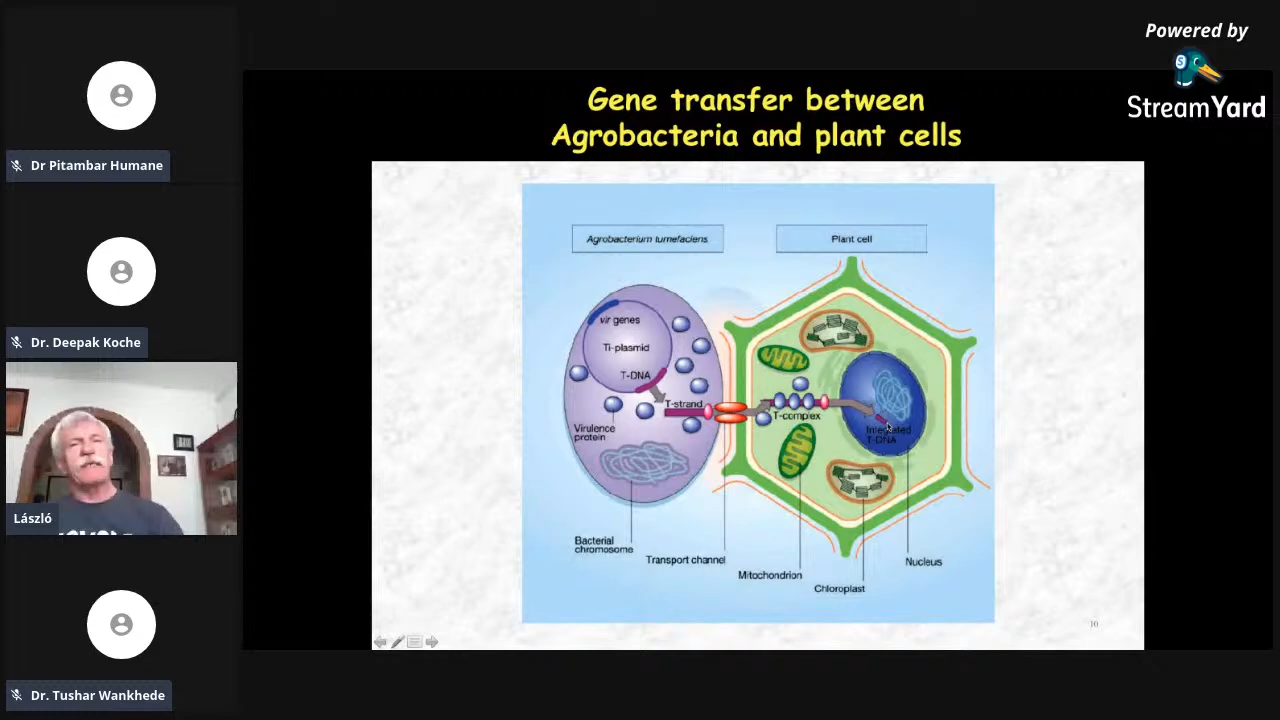 Powered by
StreamYard
Gene transfer between
Agrobacteria and plant cells
Dr Pitambar Humane
Dr. Deepak Koche
László
Dr. Tushar Wankhede
Agrobacterium tumefaciens
Plant cell
vir genes
Ti-plasmid
T-DNA
T-strand
T-complex
Virulence
protein
Integrated
T-DNA
Bacterial
chromosome
Transport channel
Mitochondrion
Chloroplast
Nucleus
10